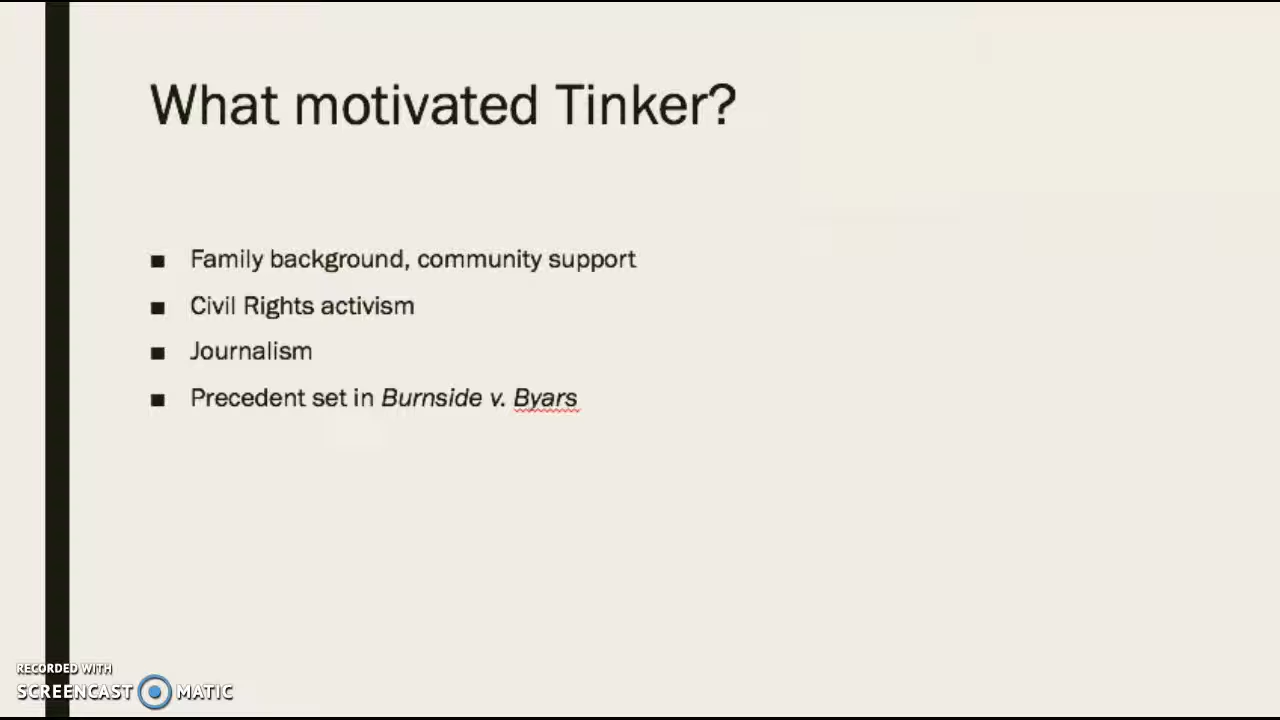 What motivated Tinker?
■ Family background, community support
■ Civil Rights activism
■ Journalism
■ Precedent set in Burnside v. Byars
RECORDED WITH
SCREENCAST MATIC